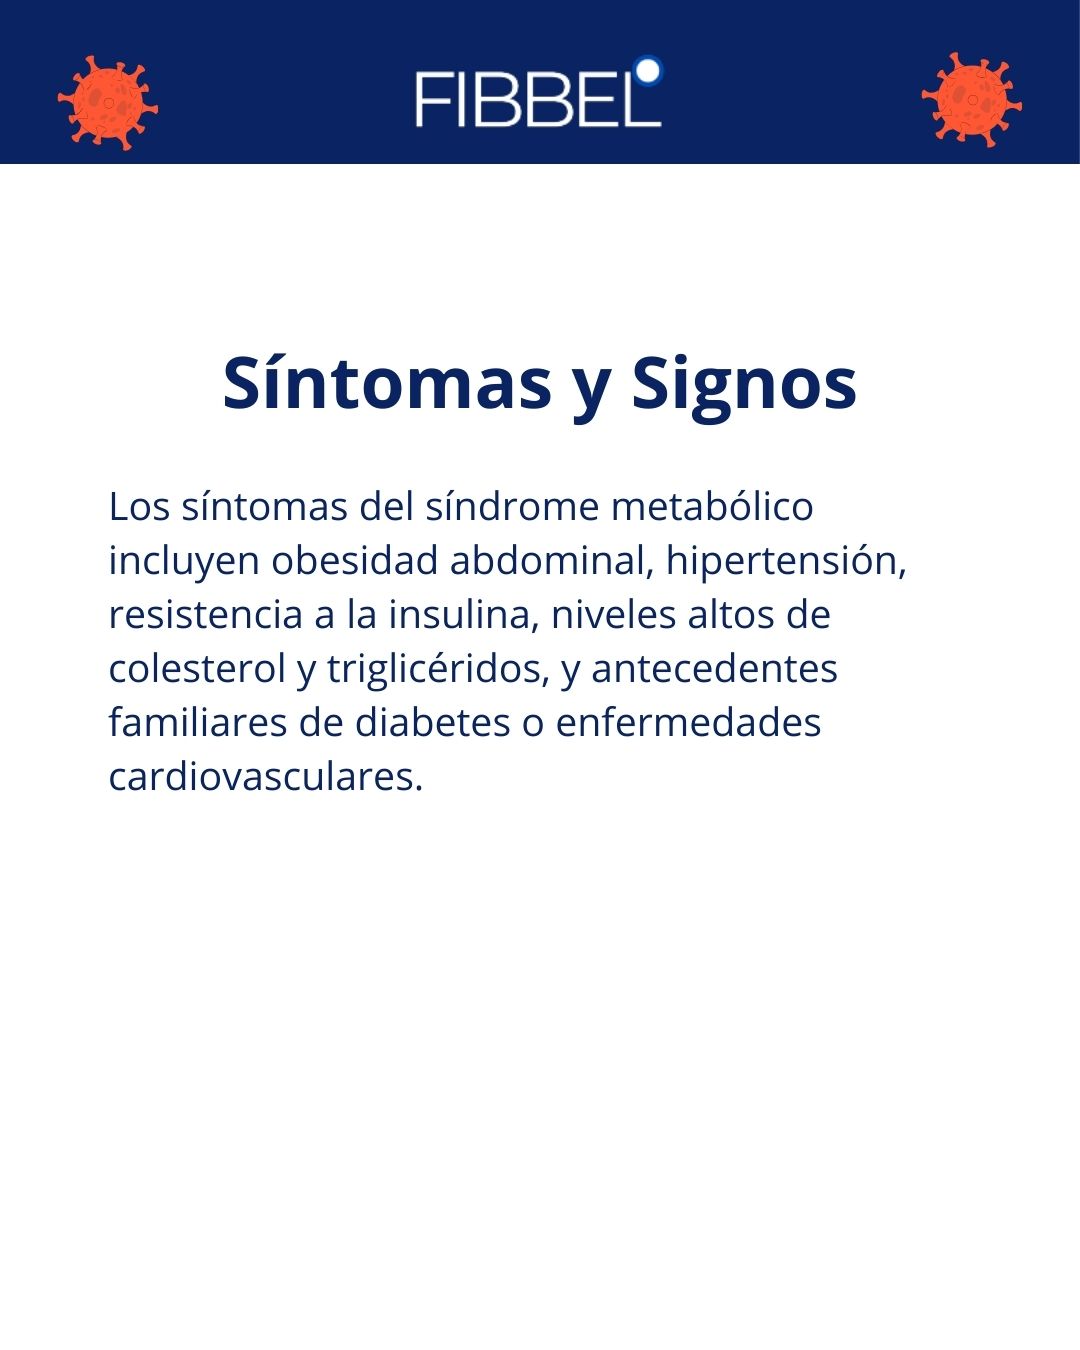 FIBBEL
Síntomas y Signos
Los síntomas del síndrome metabólico
incluyen obesidad abdominal, hipertensión,
resistencia a la insulina, niveles altos de
colesterol y triglicéridos, y antecedentes
familiares de diabetes o enfermedades
cardiovasculares.